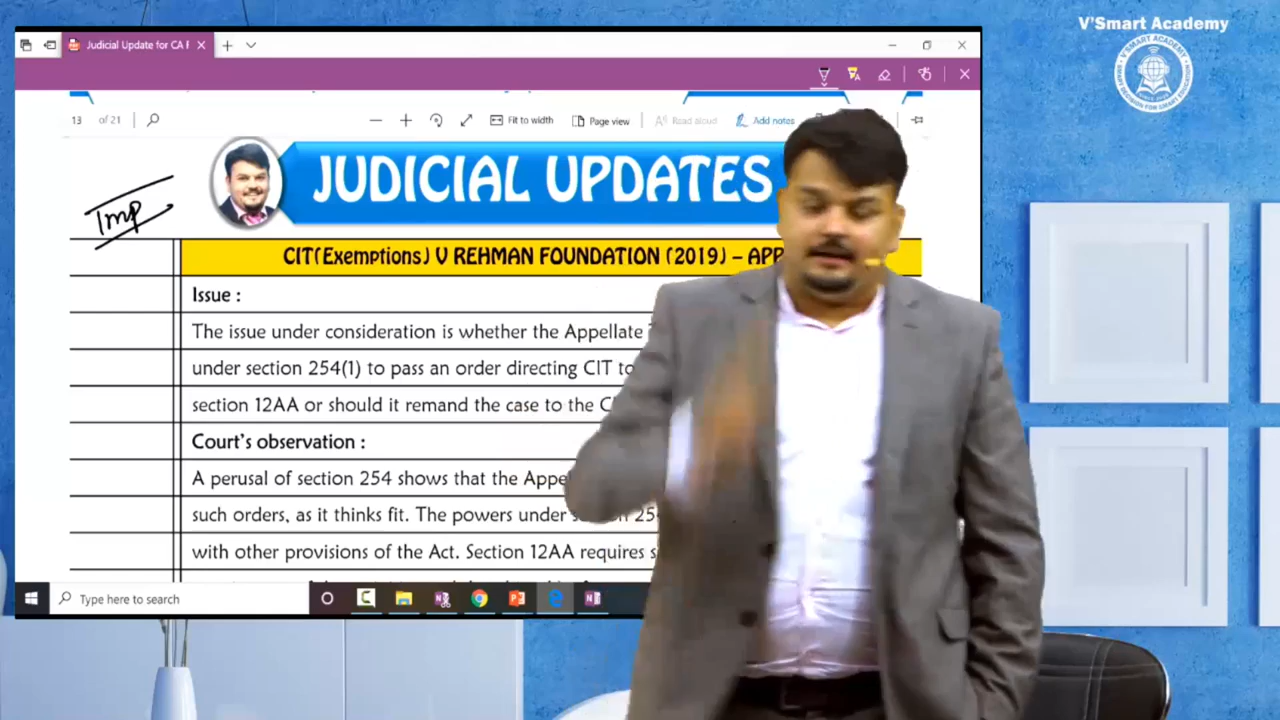 V'Smart Academy
Judicial Update for CA F
13 of 21
Fit to width
Page view
Read aloud
Add notes
JUDICIAL UPDATES
Imp
CIT(Exemptions) V REHMAN FOUNDATION (2019) – APP
Issue :
The issue under consideration is whether the Appellate
under section 254(1) to pass an order directing CIT to
section 12AA or should it remand the case to the C
Court's observation :
A perusal of section 254 shows that the Appe
such orders, as it thinks fit. The powers under 25
with other provisions of the Act. Section 12AA requires s
Type here to search